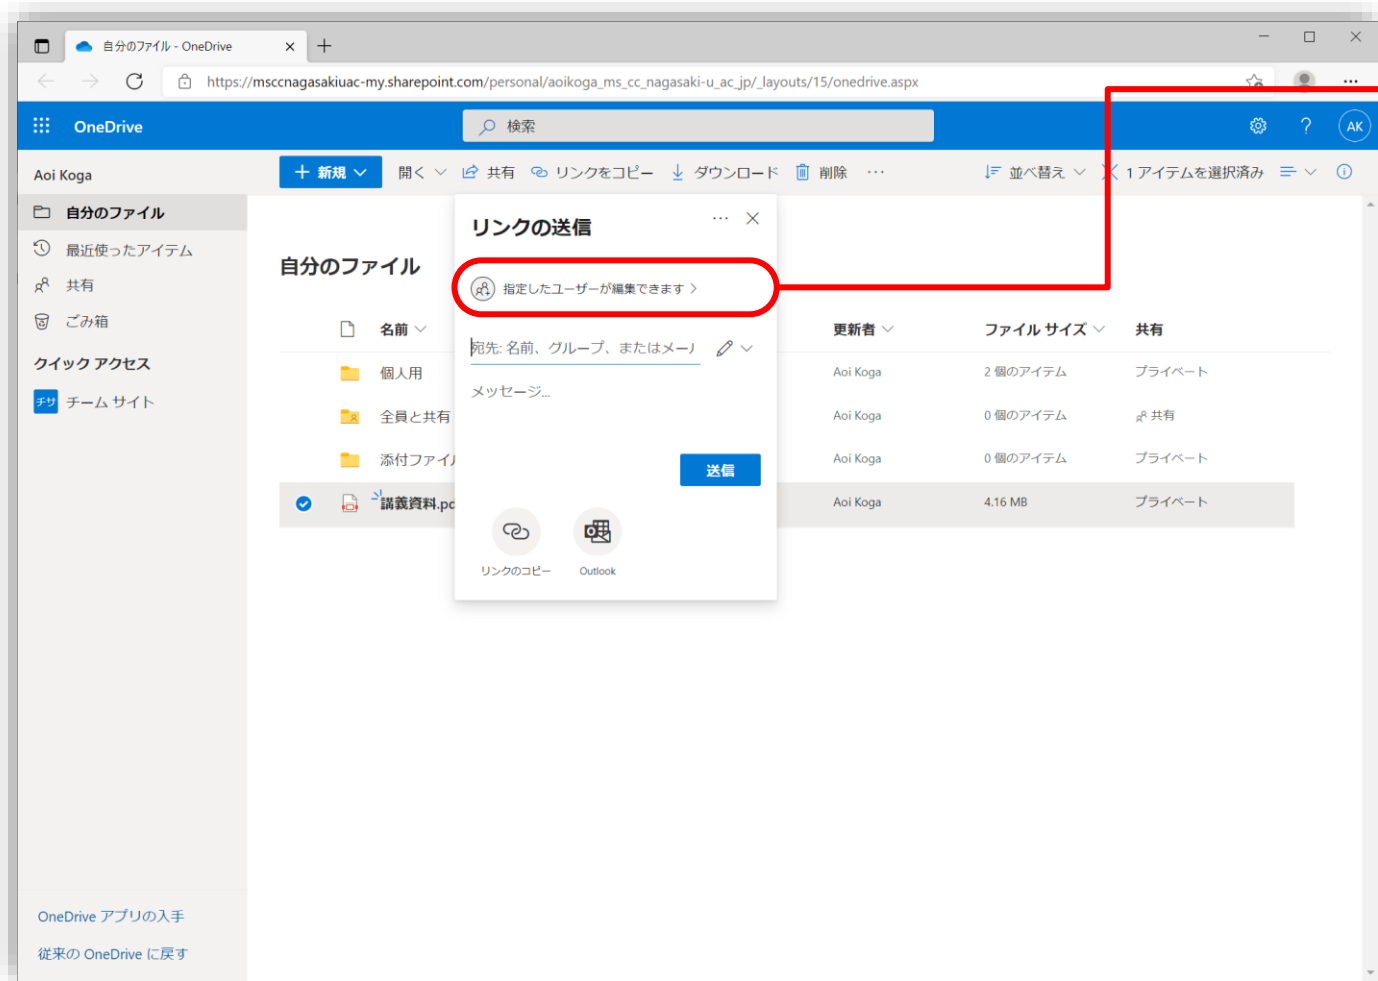 自分のファイル - OneDrive
https://msccnagasakiuac-my.sharepoint.com/personal/aoikoga_ms_cc_nagasaki-u_ac_jp/_layouts/15/onedrive.aspx
OneDrive
検索
AK
Aoi Koga
新規
開く
共有
リンクをコピー
ダウンロード
削除
並べ替え
1 アイテムを選択済み
自分のファイル
最近使ったアイテム
共有
ごみ箱
クイック アクセス
チサ チーム サイト
自分のファイル
名前
更新者
ファイル サイズ
共有
個人用
Aoi Koga
2 個のアイテム
プライベート
全員と共有
Aoi Koga
0 個のアイテム
共有
添付ファイ
Aoi Koga
0 個のアイテム
プライベート
講義資料.pd
Aoi Koga
4.16 MB
プライベート
リンクの送信
指定したユーザーが編集できます
宛先: 名前、グループ、またはメー
メッセージ...
送信
リンクのコピー
Outlook
OneDrive アプリの入手
従来の OneDrive に戻す